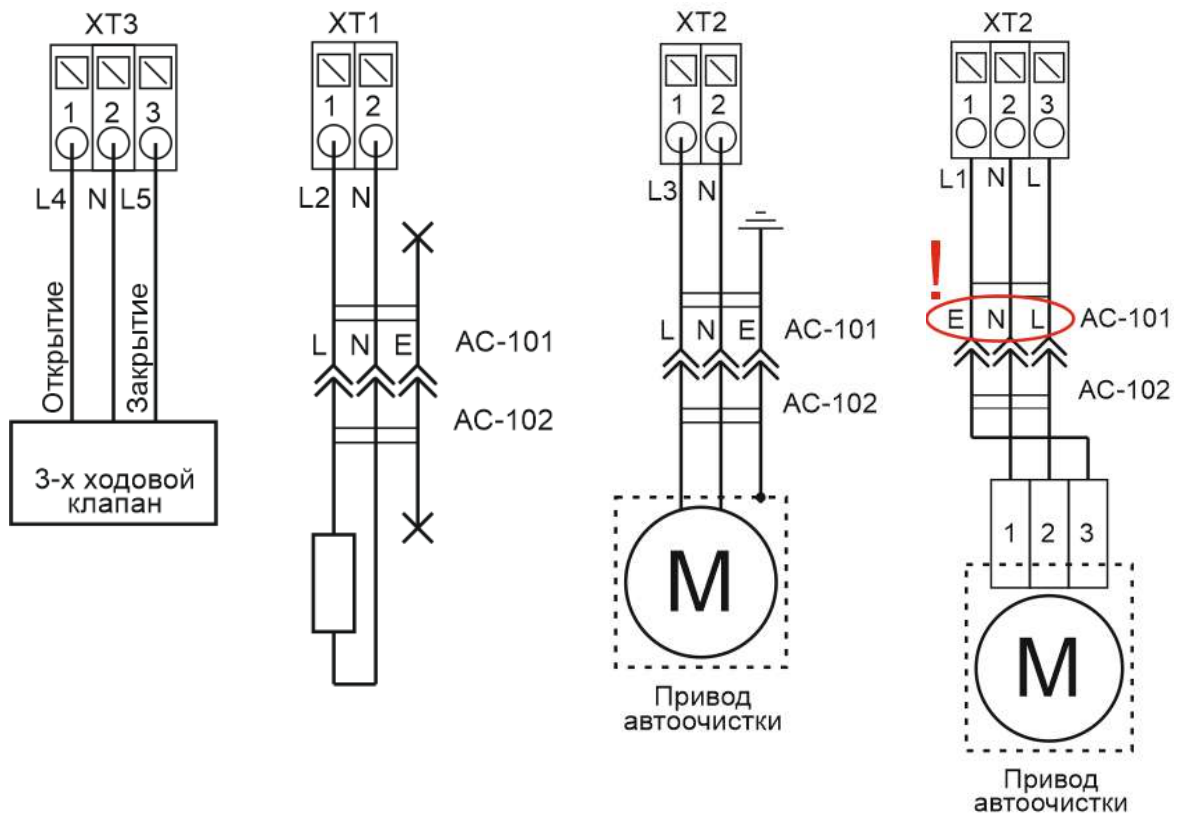 XT3
1 2 3
L4 N L5
Открытие
Закрытие
3-х ходовой
клапан
XT1
1 2
L2 N
L N E AC-101
AC-102
XT2
1 2
L3 N
L N E AC-101
AC-102
M
Привод
автоочистки
XT2
1 2 3
L1 N L
!
E N L AC-101
AC-102
1 2 3
M
Привод
автоочистки